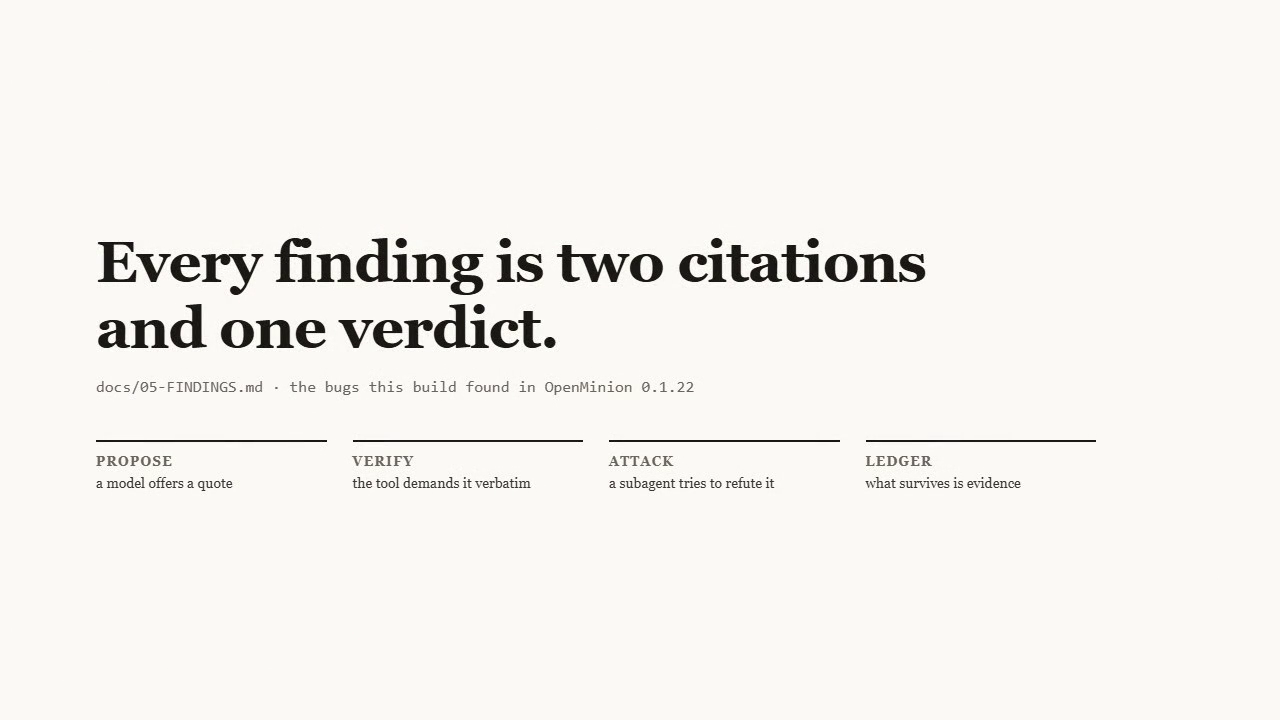 Every finding is two citations
and one verdict.
docs/05-FINDINGS.md · the bugs this build found in OpenMinion 0.1.22
PROPOSE
a model offers a quote
VERIFY
the tool demands it verbatim
ATTACK
a subagent tries to refute it
LEDGER
what survives is evidence